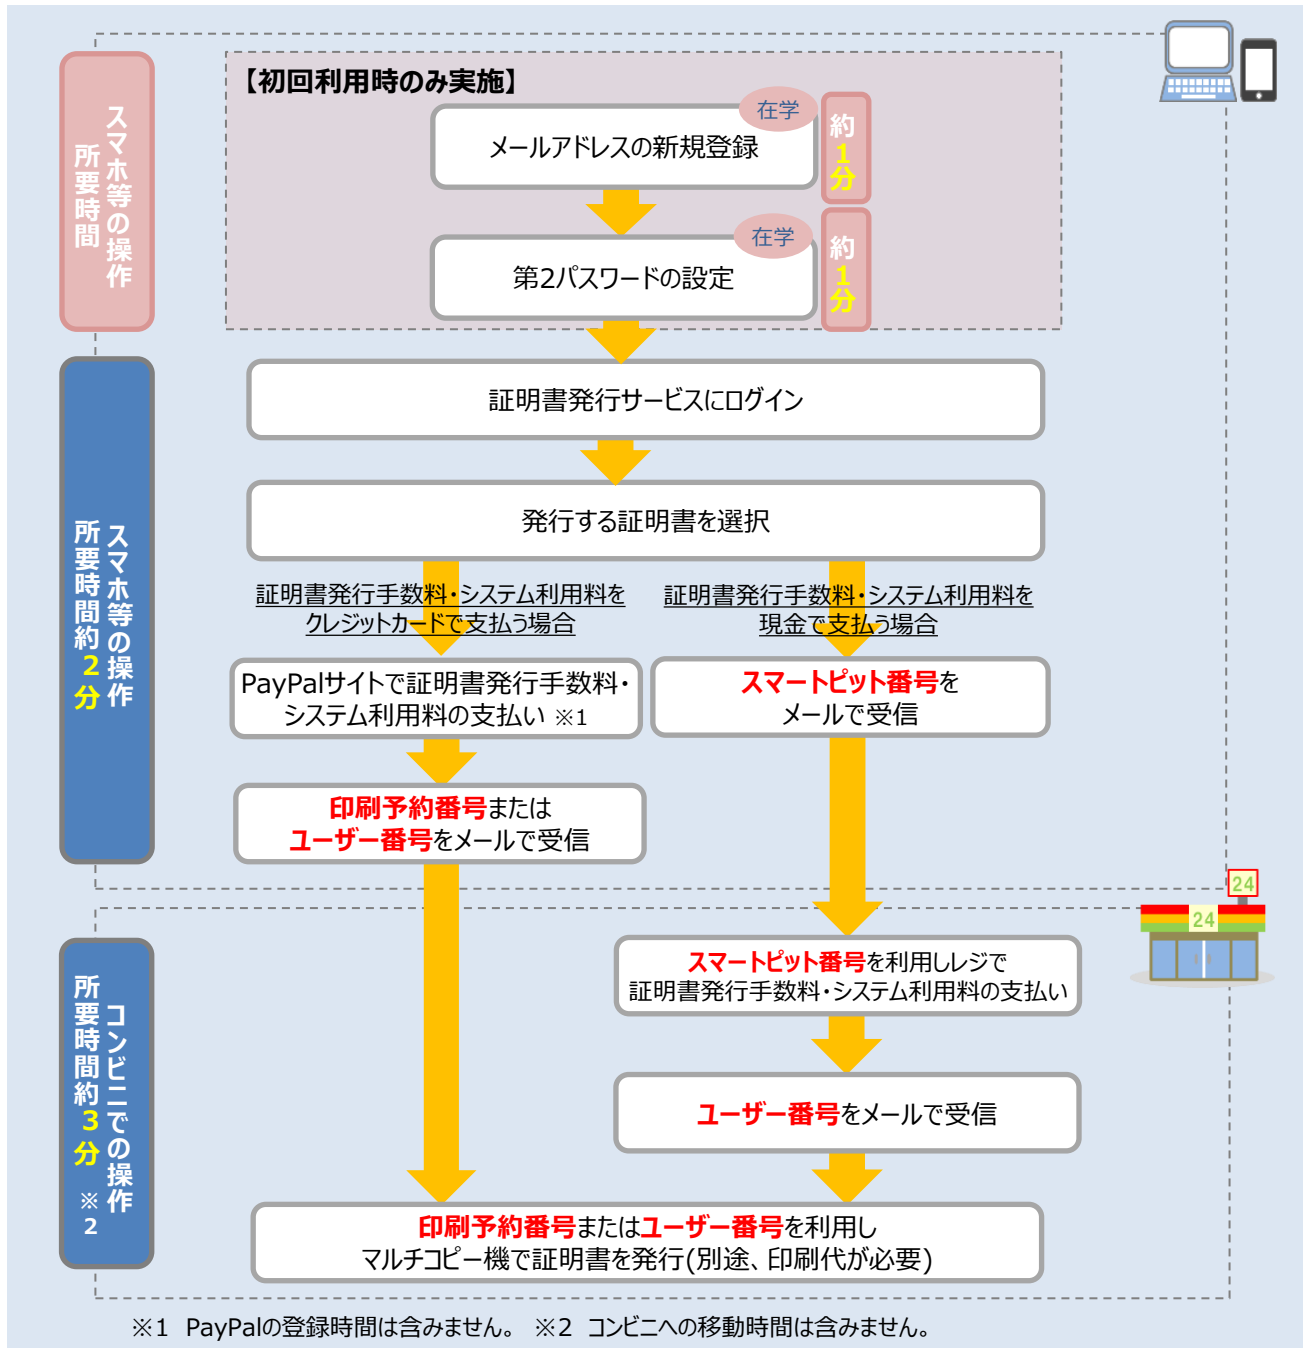 スマホ等の操作
所要時間
【初回利用時のみ実施】
在学
メールアドレスの新規登録
約1分
在学
第2パスワードの設定
約1分
スマホ等の操作
所要時間約2分
証明書発行サービスにログイン
発行する証明書を選択
証明書発行手数料・システム利用料を
クレジットカードで支払う場合
証明書発行手数料・システム利用料を
現金で支払う場合
PayPalサイトで証明書発行手数料・
システム利用料の支払い ※1
スマートピット番号を
メールで受信
印刷予約番号または
ユーザー番号をメールで受信
24
24
コンビニでの操作
所要時間約3分 ※2
スマートピット番号を利用しレジで
証明書発行手数料・システム利用料の支払い
ユーザー番号をメールで受信
印刷予約番号またはユーザー番号を利用し
マルチコピー機で証明書を発行(別途、印刷代が必要)
※1 PayPalの登録時間は含みません。 ※2 コンビニへの移動時間は含みません。